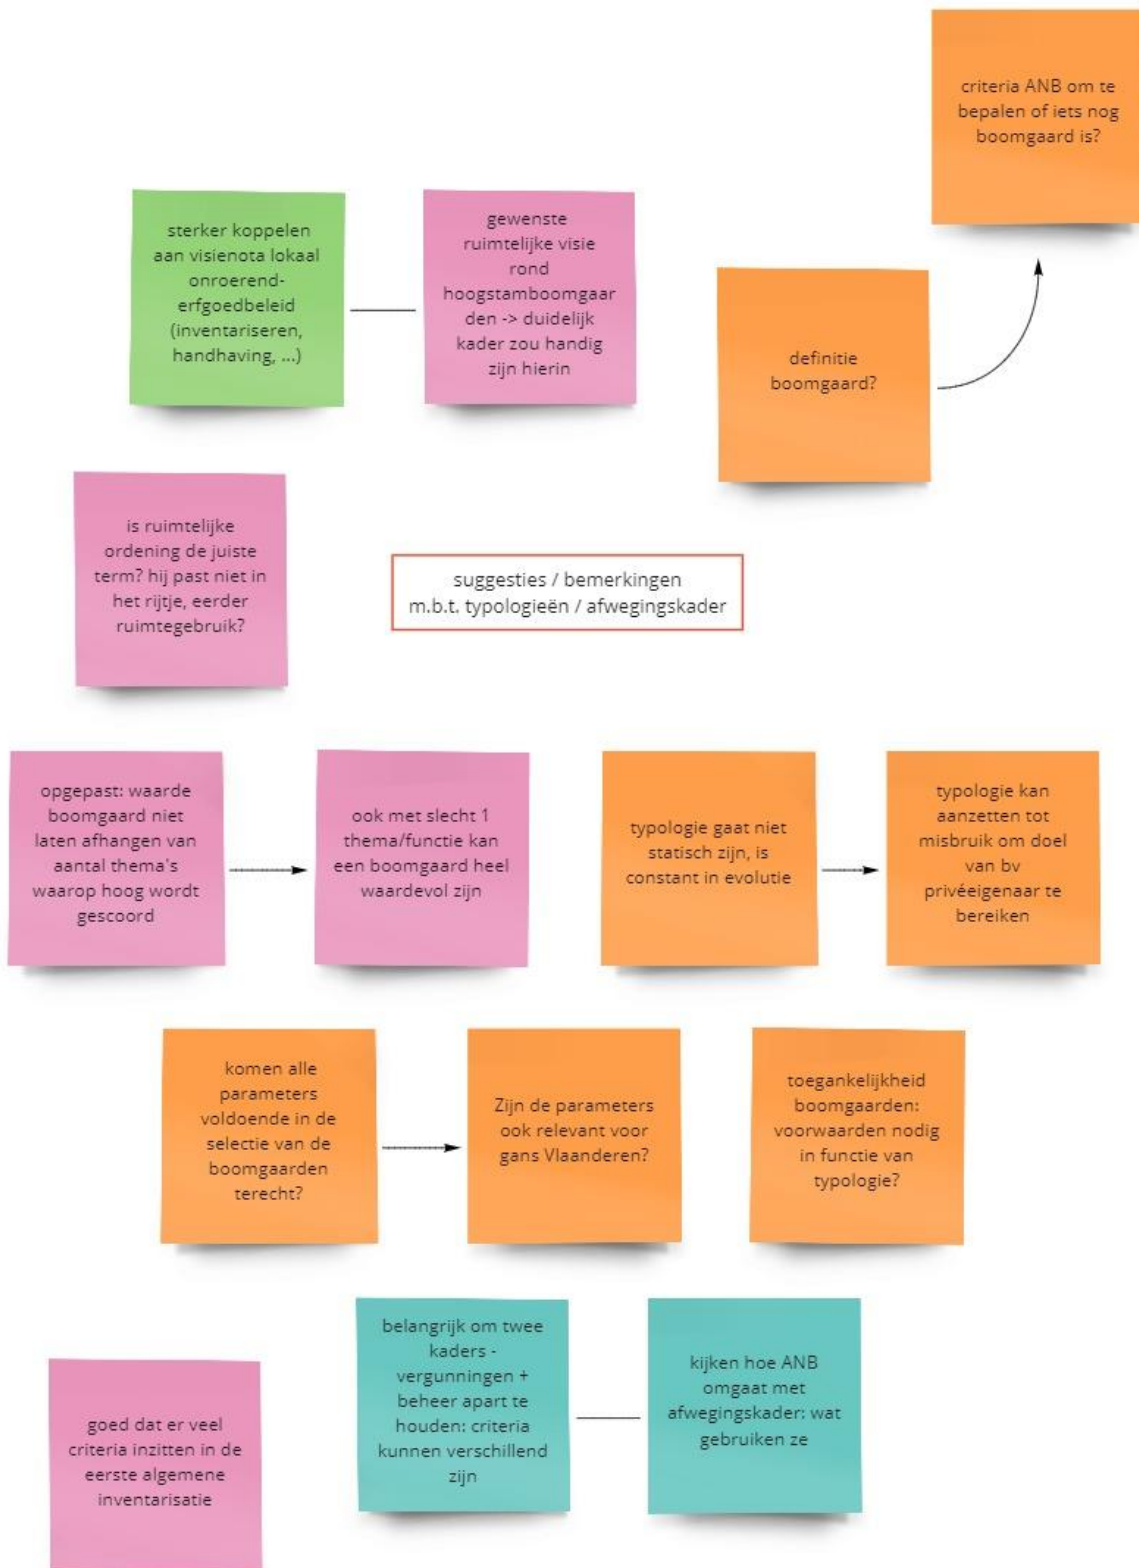 criteria ANB om te
bepalen of iets nog
boomgaard is?
sterker koppelen
aan visienota lokaal
onroerend-
erfgoedbeleid
(inventariseren,
handhaving, ...)
gewenste
ruimtelijke visie
rond
hoogstamboomgaar
den -> duidelijk
kader zou handig
zijn hierin
definitie
boomgaard?
is ruimtelijke
ordening de juiste
term? hij past niet in
het rijtje, eerder
ruimtegebruik?
suggesties / bemerkingen
m.b.t. typologieën / afwegingskader
opgepast: waarde
boomgaard niet
laten afhangen van
aantal thema's
waarop hoog wordt
gescoord
ook met slecht 1
thema/functie kan
een boomgaard heel
waardevol zijn
typologie gaat niet
statisch zijn, is
constant in evolutie
typologie kan
aanzetten tot
misbruik om doel
van bv
privéeigenaar te
bereiken
komen alle
parameters
voldoende in de
selectie van de
boomgaarden
terecht?
Zijn de parameters
ook relevant voor
gans Vlaanderen?
toegankelijkheid
boomgaarden:
voorwaarden nodig
in functie van
typologie?
belangrijk om twee
kaders -
vergunningen +
beheer apart te
houden: criteria
kunnen verschillend
zijn
kijken hoe ANB
omgaat met
afwegingskader: wat
gebruiken ze
goed dat er veel
criteria inzitten in de
eerste algemene
inventarisatie